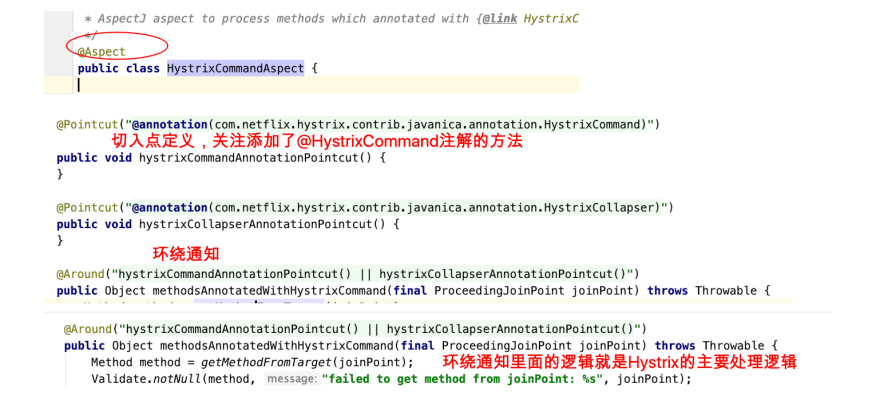 * AspectJ aspect to process methods which annotated with {@link HystrixC
*/
@Aspect
public class HystrixCommandAspect {
@Pointcut("@annotation(com.netflix.hystrix.contrib.javanica.annotation.HystrixCommand)")
切入点定义，关注添加了@HystrixCommand注解的方法
public void hystrixCommandAnnotationPointcut() {
}
@Pointcut("@annotation(com.netflix.hystrix.contrib.javanica.annotation.HystrixCollapser)")
public void hystrixCollapserAnnotationPointcut() {
}
环绕通知
@Around("hystrixCommandAnnotationPointcut() || hystrixCollapserAnnotationPointcut()")
public Object methodsAnnotatedWithHystrixCommand(final ProceedingJoinPoint joinPoint) throws Throwable {
@Around("hystrixCommandAnnotationPointcut() || hystrixCollapserAnnotationPointcut()")
public Object methodsAnnotatedWithHystrixCommand(final ProceedingJoinPoint joinPoint) throws Throwable {
Method method = getMethodFromTarget(joinPoint); 环绕通知里面的逻辑就是Hystrix的主要处理逻辑
Validate.notNull(method, message: "failed to get method from joinPoint: %s", joinPoint);